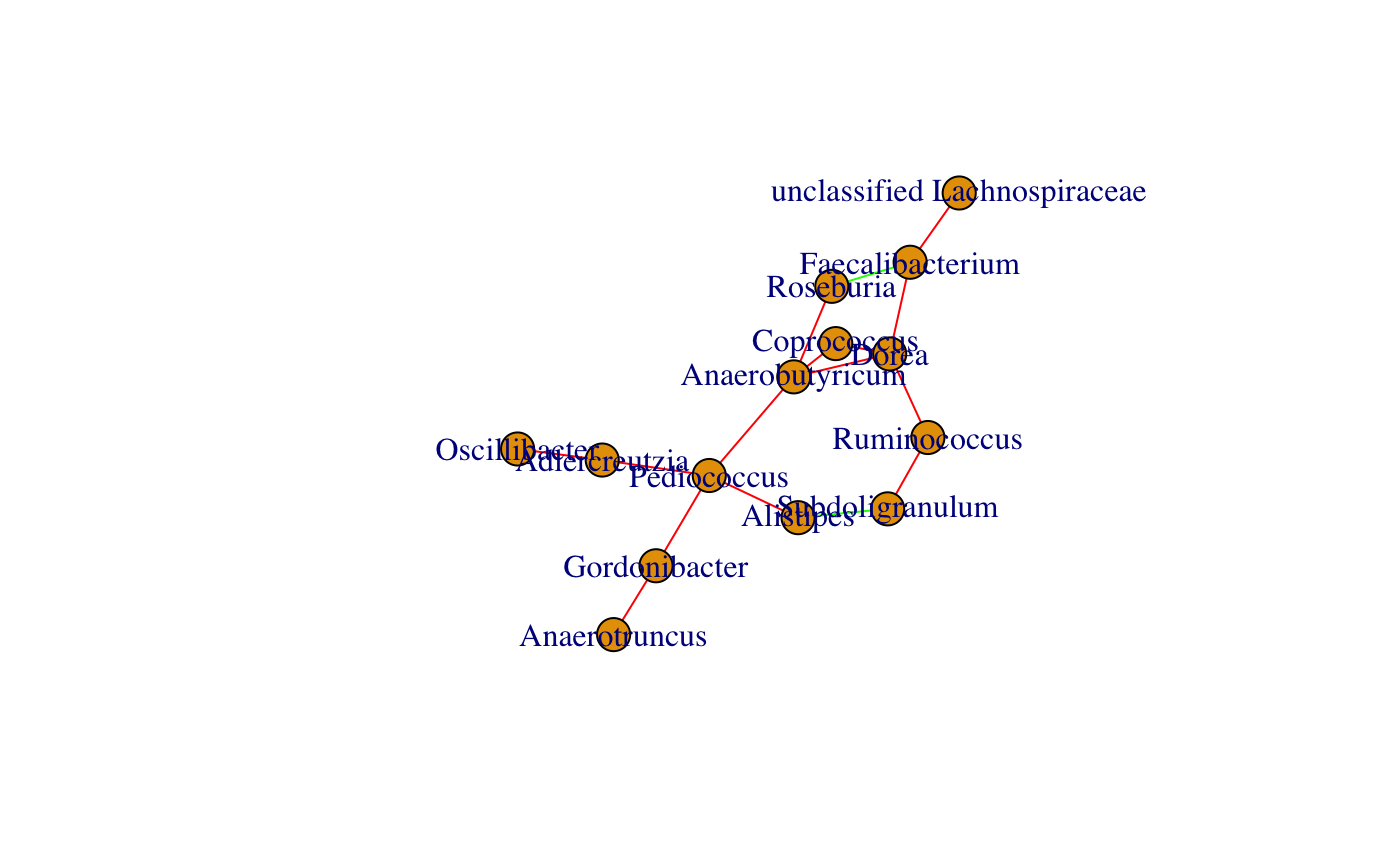 unclassified Lachnospiraceae
Faecalibacterium
Roseburia
Coprococcus
Dorea
Anaerobutyricum
Ruminococcus
Oscillibacter
Adlercreutzia
Pediococcus
Subdoligranulum
Alistipes
Gordonibacter
Anaerotruncus